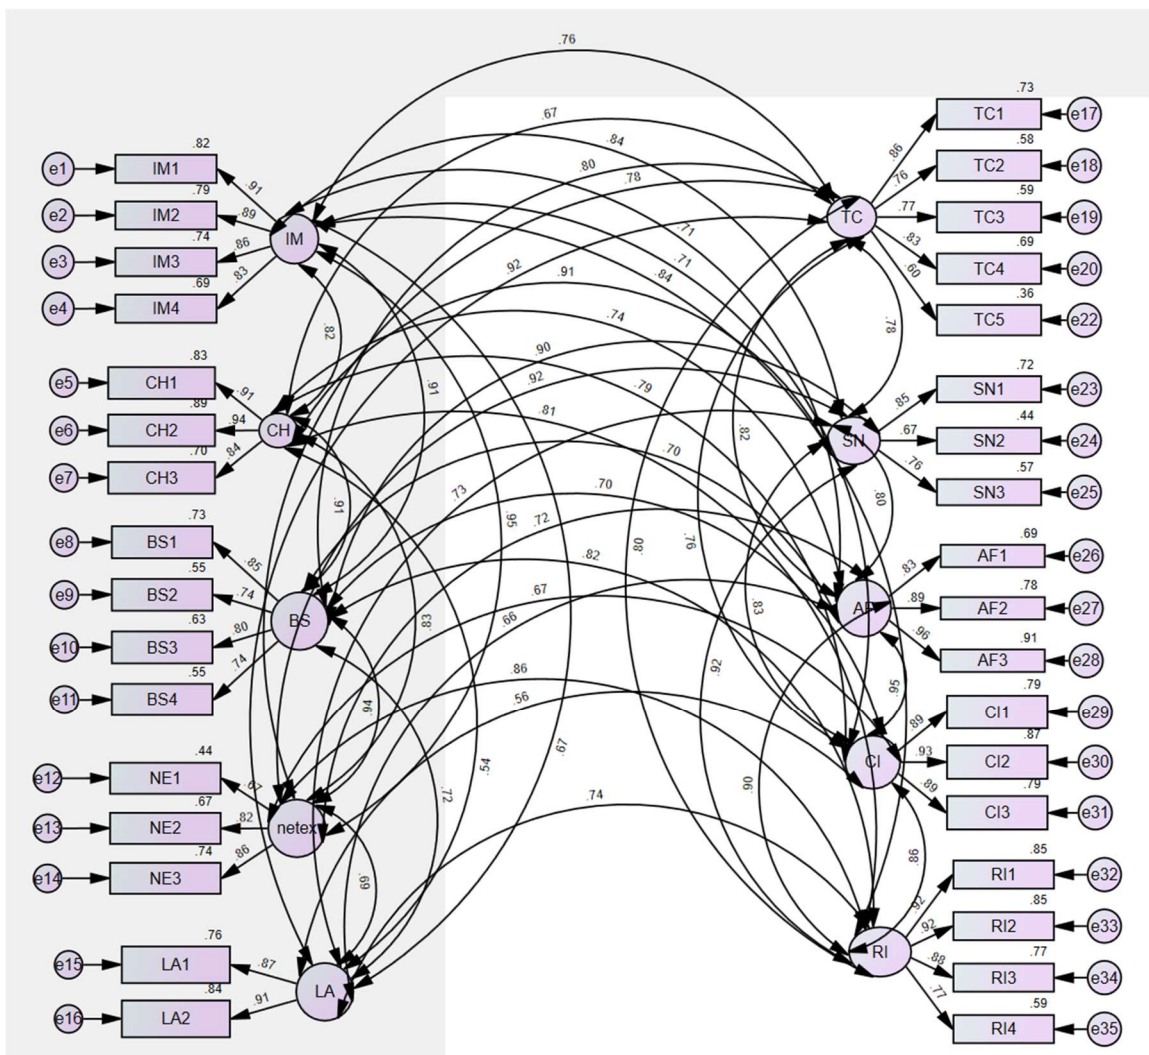 .76
.73
TC1 e17
.67
.84
.86
.58
.82
e1 IM1
.91
.80
.78
TC2 e18
.76
.79
e2 IM2
.89
.59
TC .77 TC3 e19
.71
.74
IM
e3 IM3
.86
.83
.69
TC4 e20
.83
.60
.92 .91 .84
.71
.69
e4 IM4
.36
TC5 e22
.82
.74
.78
.90
.83
e5 CH1
.91
.92
.79
.91
.72
SN1 e23
.85
.89
e6 CH2
.94 CH
.81
.82
SN
.44
.67 SN2 e24
.70
e7 CH3
.84
.70
.76
.57
SN3 e25
.73
.70
.80
.91
.95
.72
.73
e8 BS1
.85
.80
.76
.69
AF1 e26
.83
.82
.55
e9 BS2
.74
.67
.83
.78
.89 AF2 e27
.63
e10 BS3
.80
BS
.66
.83
.96
.91
AF3 e28
.55
e11 BS4
.74
.86
.92
.95
.79
CI1 e29
.89
.94
.56
.67
.54
.44
e12 NE1
.67
.72
.90
CI
.87
.93 CI2 e30
.89
.79
CI3 e31
.67
e13 NE2
.82 netex
.74
.74
e14 NE3
.86
.69
.86
.85
RI1 e32
.92
.85
RI2 e33
.92
.76
e15 LA1
.87
RI
.88
.77
RI3 e34
.84
e16 LA2
.91
LA
.77
.59
RI4 e35